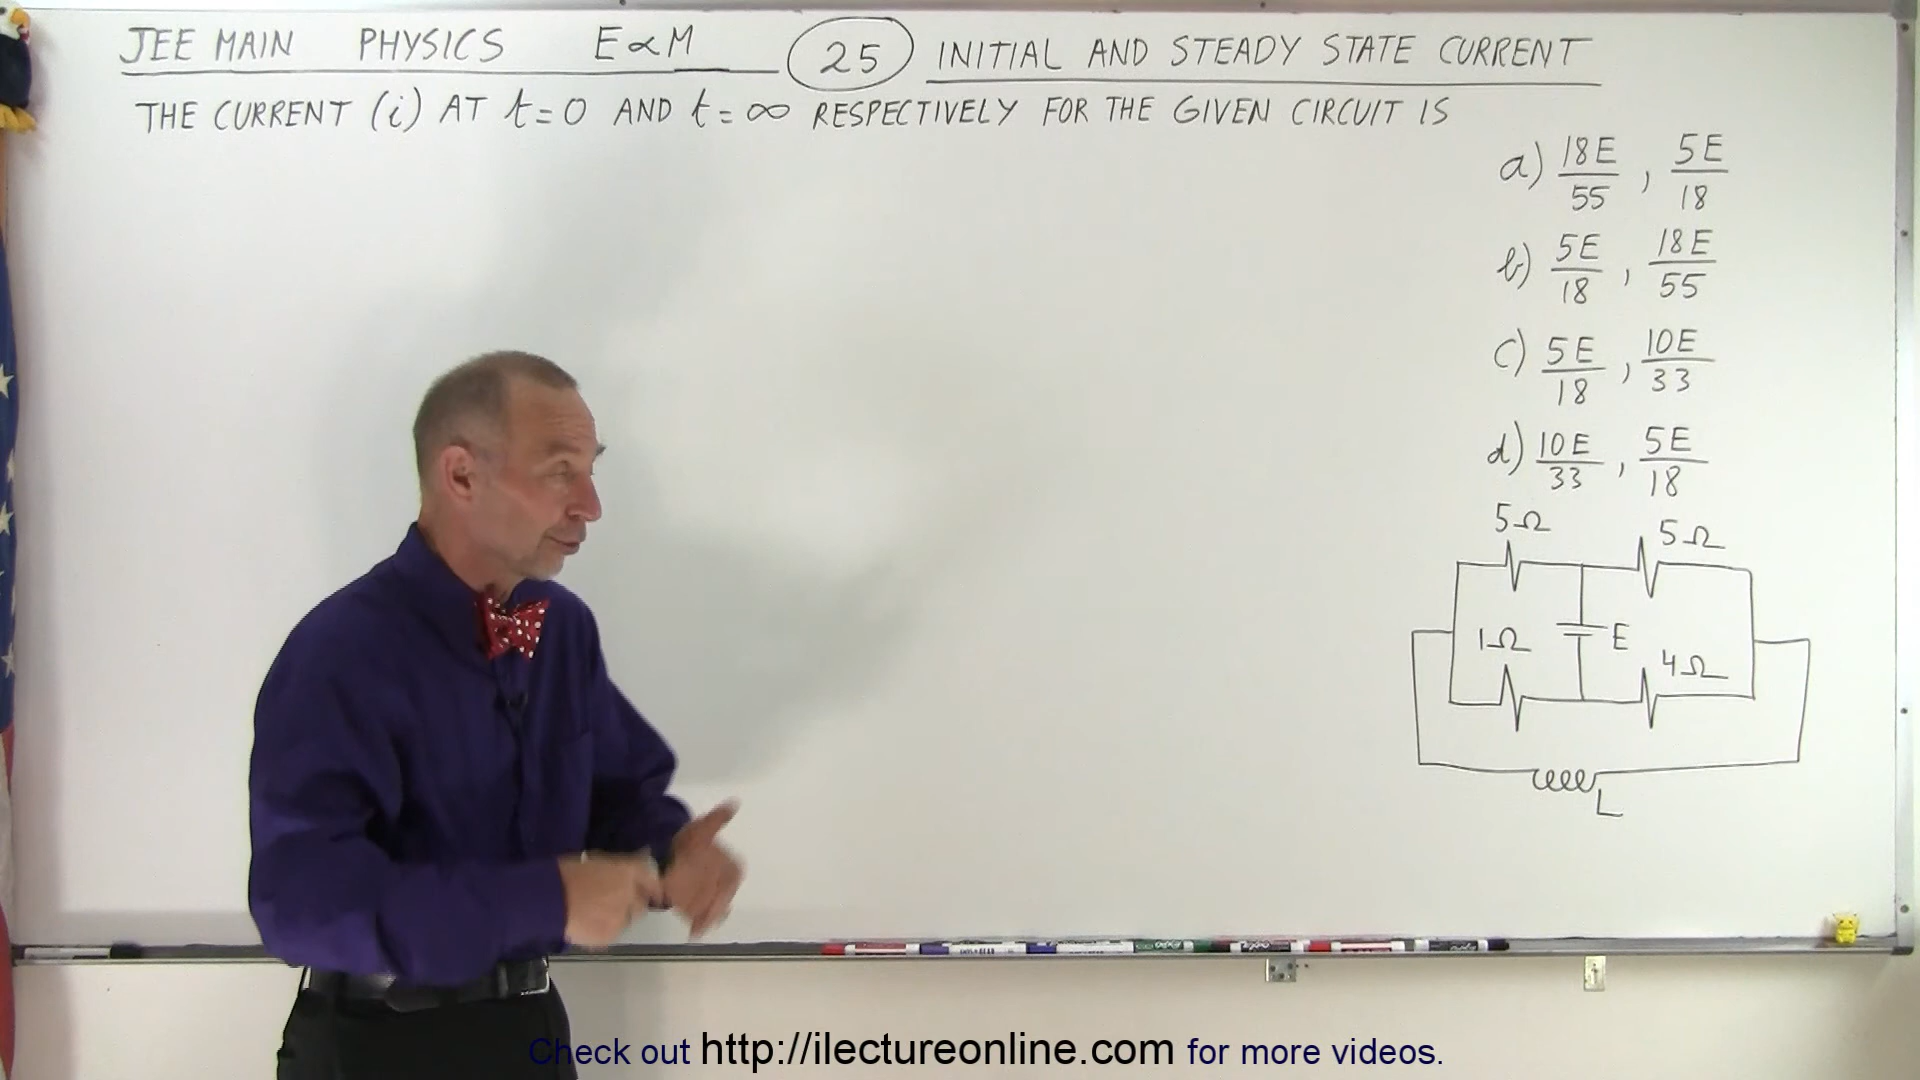 JEE MAIN PHYSICS E∝M 25 INITIAL AND STEADY STATE CURRENT
THE CURRENT (i) AT t=0 AND t=∞ RESPECTIVELY FOR THE GIVEN CIRCUIT IS
a) 18E/55 , 5E/18
b) 5E/18 , 18E/55
c) 5E/18 , 10E/33
d) 10E/33 , 5E/18
5Ω 5Ω
1Ω E 4Ω
L
Check out http://ilectureonline.com for more videos.